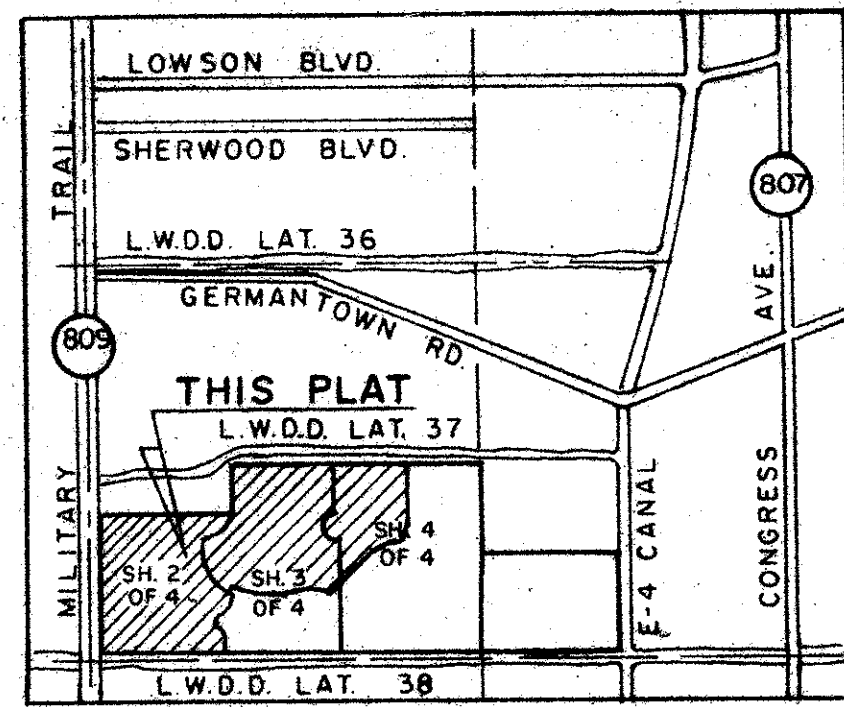 LOWSON BLVD.
SHERWOOD BLVD.
TRAIL
807
L.W.D.D. LAT. 36
GERMANTOWN RD.
AVE.
809
THIS PLAT
L.W.D.D. LAT. 37
MILITARY
SH. 2
OF 4
SH. 3
OF 4
SH. 4
OF 4
E-4 CANAL
CONGRESS
L.W.D.D. LAT. 38